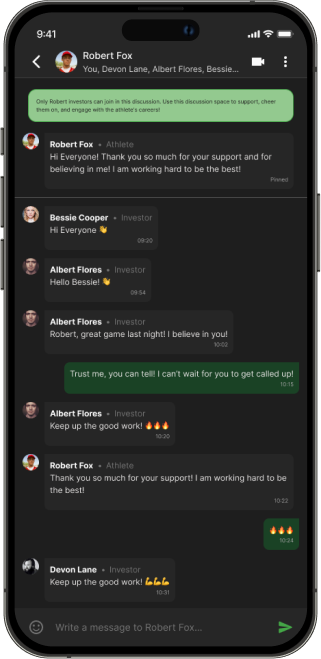 9:41
Robert Fox
You, Devon Lane, Albert Flores, Bessie...
Only Robert investors can join in this discussion. Use this discussion space to support, cheer
them on, and engage with the athlete's careers!
Robert Fox • Athlete
Hi Everyone! Thank you so much for your support and for
believing in me! I am working hard to be the best!
Pinned
Bessie Cooper • Investor
Hi Everyone 👋
09:20
Albert Flores • Investor
Hello Bessie! 👋
09:54
Albert Flores • Investor
Robert, great game last night! I believe in you!
10:02
Trust me, you can tell! I can't wait for you to get called up!
10:15
Albert Flores • Investor
Keep up the good work! 🔥🔥🔥
10:20
Robert Fox • Athlete
Thank you so much for your support! I am working hard to be
the best!
10:22
🔥🔥🔥
10:24
Devon Lane • Investor
Keep up the good work! 💪💪💪
10:31
Write a message to Robert Fox...